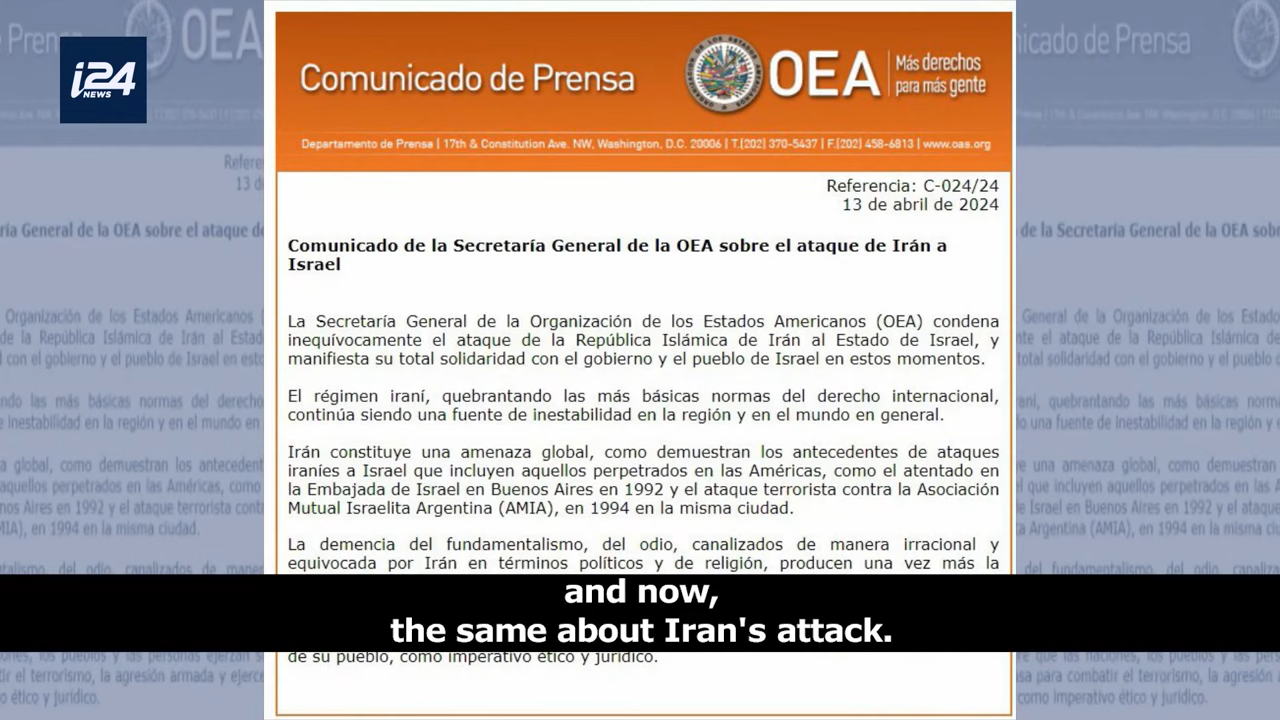 i24
NEWS
Comunicado de Prensa
OEA
Más derechos
para más gente
Departamento de Prensa | 17th & Constitution Ave. NW, Washington, D.C. 20006 | T.[202] 370-5437 | F.[202] 458-6813 | www.oas.org
Referencia: C-024/24
13 de abril de 2024
Comunicado de la Secretaría General de la OEA sobre el ataque de Irán a
Israel
La Secretaría General de la Organización de los Estados Americanos (OEA) condena
inequívocamente el ataque de la República Islámica de Irán al Estado de Israel, y
manifiesta su total solidaridad con el gobierno y el pueblo de Israel en estos momentos.
El régimen iraní, quebrantando las más básicas normas del derecho internacional,
continúa siendo una fuente de inestabilidad en la región y en el mundo en general.
Irán constituye una amenaza global, como demuestran los antecedentes de ataques
iraníes a Israel que incluyen aquellos perpetrados en las Américas, como el atentado en
la Embajada de Israel en Buenos Aires en 1992 y el ataque terrorista contra la Asociación
Mutual Israelita Argentina (AMIA), en 1994 en la misma ciudad.
La demencia del fundamentalismo, del odio, canalizados de manera irracional y
equivocada por Irán en términos políticos y de religión, producen una vez más la
and now,
the same about Iran's attack.
de su pueblo, como imperativo ético y jurídico.